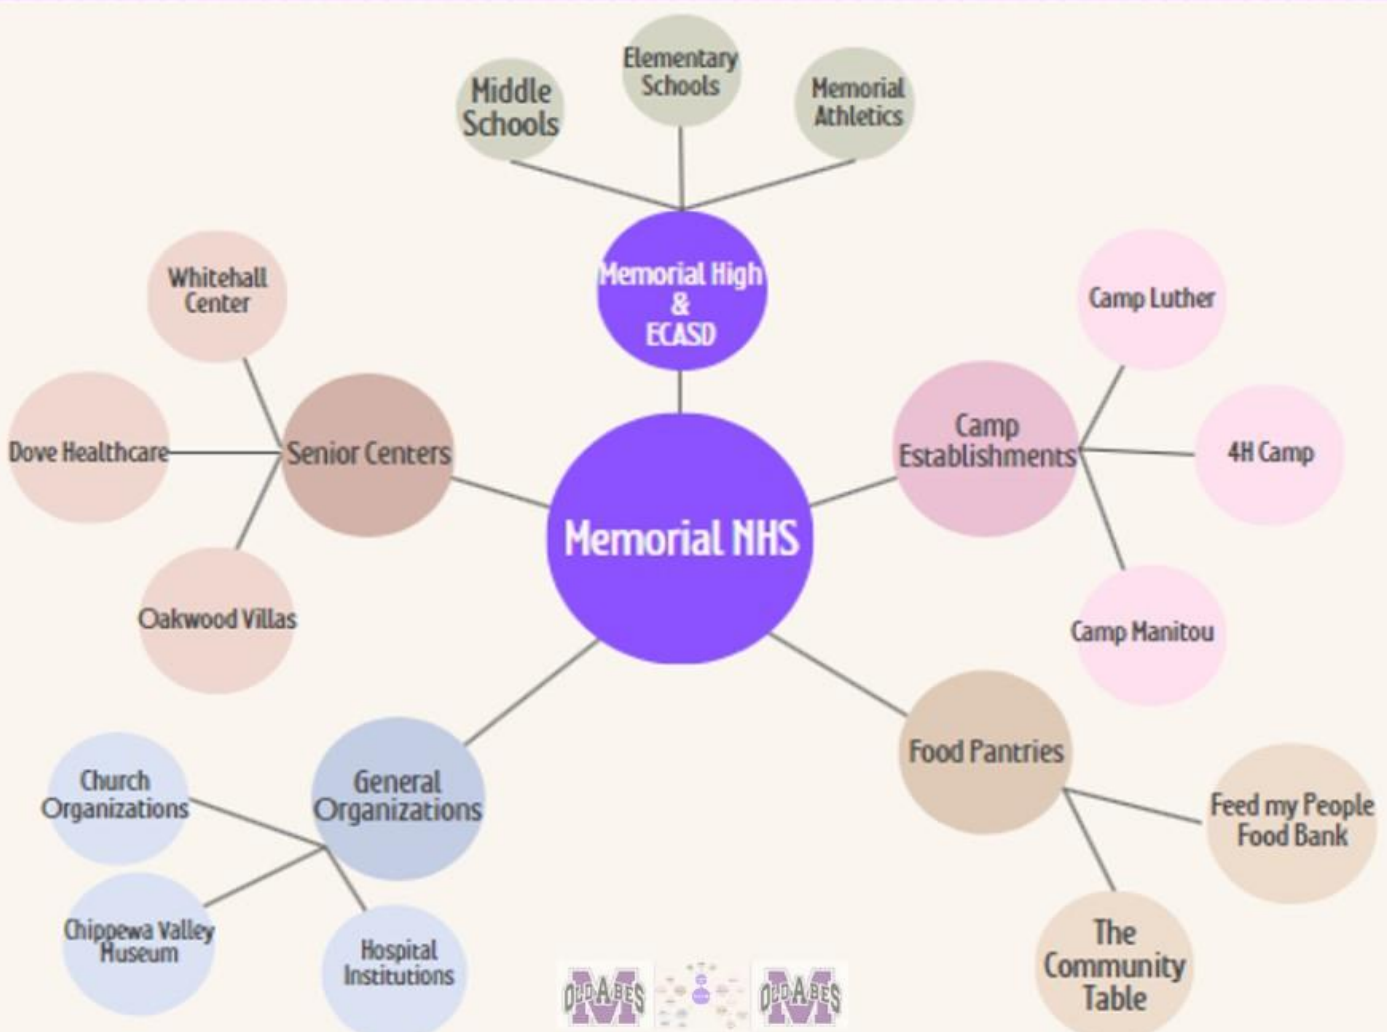 Elementary
Schools
Middle
Schools
Memorial
Athletics
Memorial High
&
ECASD
Whitehall
Center
Dove Healthcare
Senior Centers
Oakwood Villas
Camp Luther
Camp
Establishments
4H Camp
Camp Manitou
Memorial NHS
General
Organizations
Church
Organizations
Chippewa Valley
Museum
Hospital
Institutions
Food Pantries
Feed my People
Food Bank
The
Community
Table
M
OLD ABES
M
OLD ABES